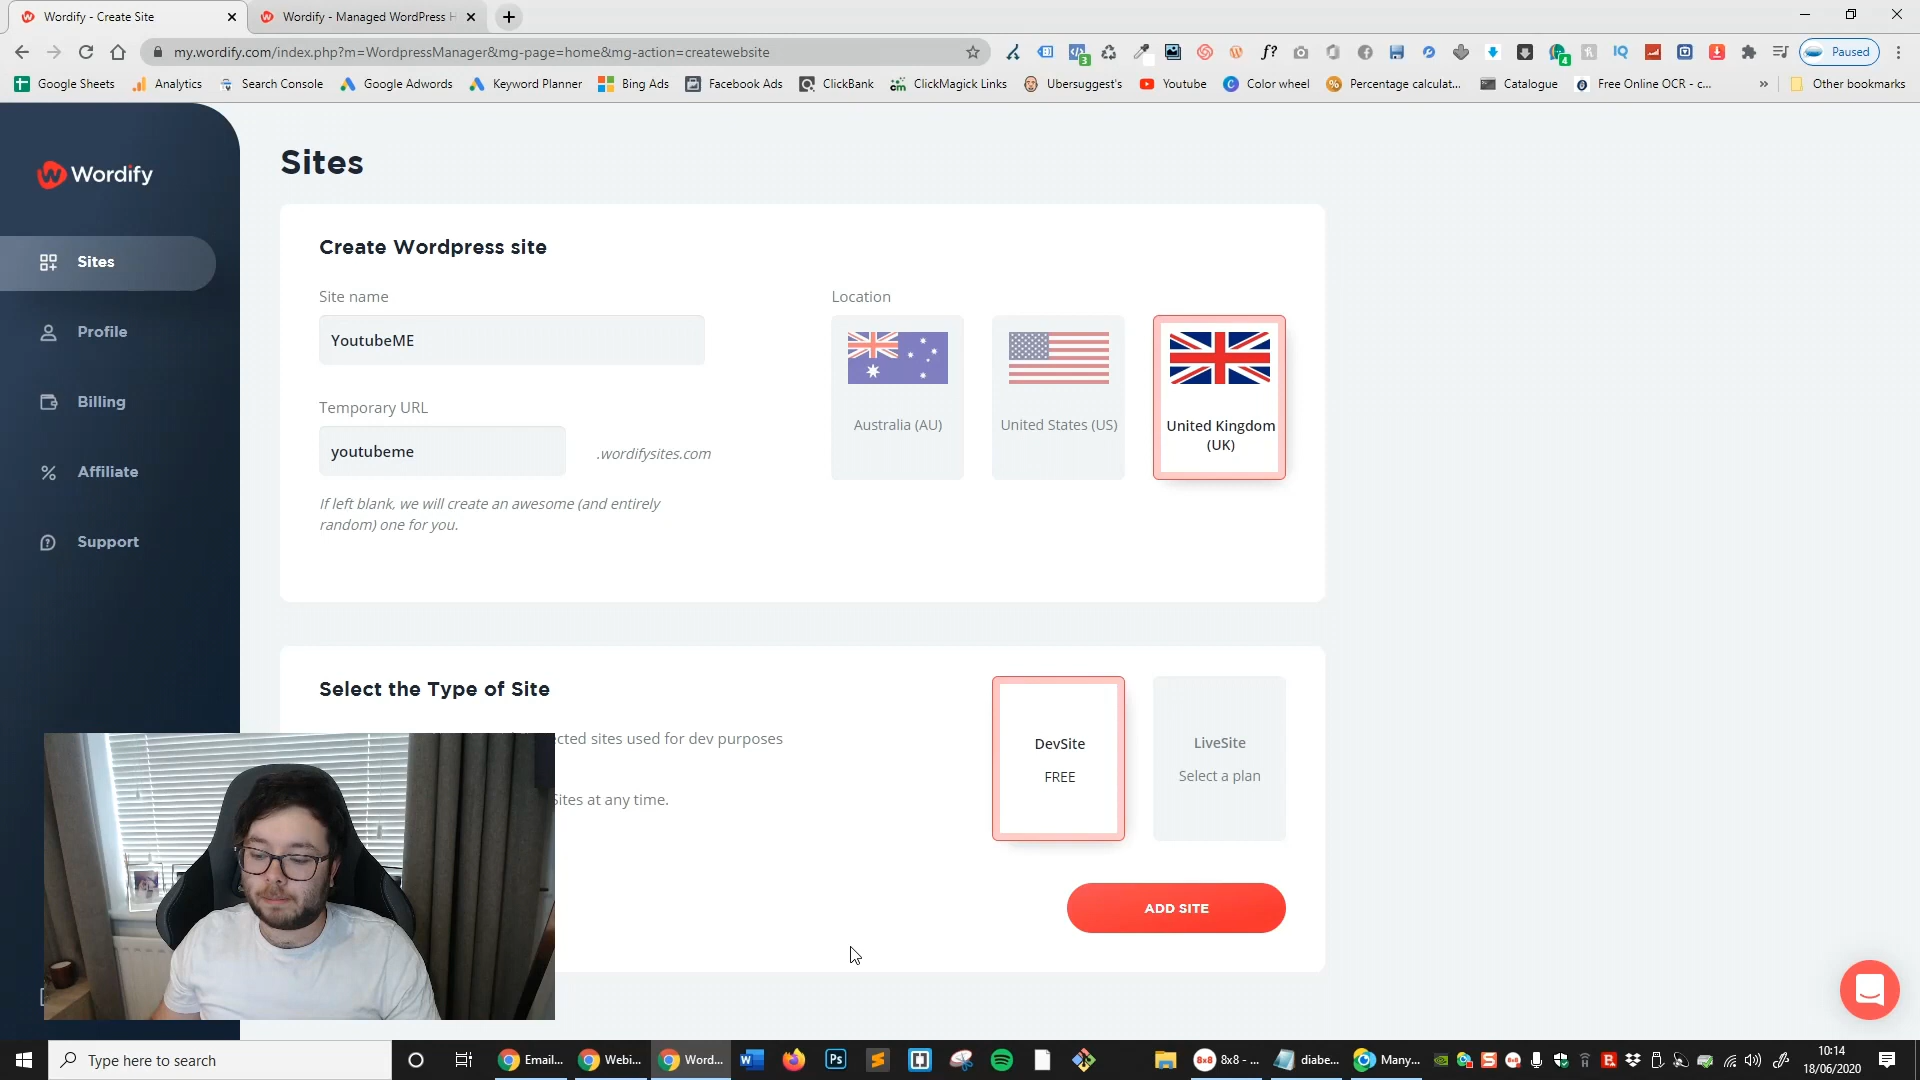 Wordify - Create Site
Wordify - Managed WordPress H
my.wordify.com/index.php?m=WordpressManager&mg-page=home&mg-action=createwebsite
3
f?
4
Paused
Google Sheets
Analytics
Search Console
Google Adwords
Keyword Planner
Bing Ads
Facebook Ads
ClickBank
ClickMagick Links
Ubersuggest's
Youtube
Color wheel
Percentage calculat...
Catalogue
Free Online OCR - c...
»
Other bookmarks
Wordify
Sites
Profile
Billing
Affiliate
Support
Sites
Create Wordpress site
Site name
YoutubeME
Temporary URL
youtubeme
.wordifysites.com
If left blank, we will create an awesome (and entirely
random) one for you.
Location
Australia (AU)
United States (US)
United Kingdom
(UK)
Select the Type of Site
ected sites used for dev purposes
Sites at any time.
DevSite
FREE
LiveSite
Select a plan
ADD SITE
Type here to search
Email...
Webi...
Word...
Ps
8x8 - ...
diabe...
Many...
10:14
18/06/2020